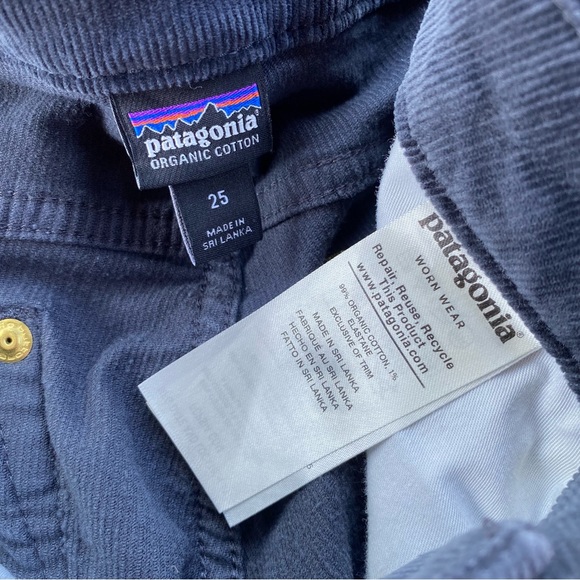 patagonia®
ORGANIC COTTON
25
MADE IN
SRI LANKA
patagonia®
WORN WEAR
Repair, Reuse, Recycle
This Product
www.patagonia.com
99% ORGANIC COTTON, 1%
ELASTANE
EXCLUSIVE OF TRIM
MADE IN SRI LANKA
FABRIQUÉ AU SRI LANKA
HECHO EN SRI LANKA
FATTO IN SRI LANKA